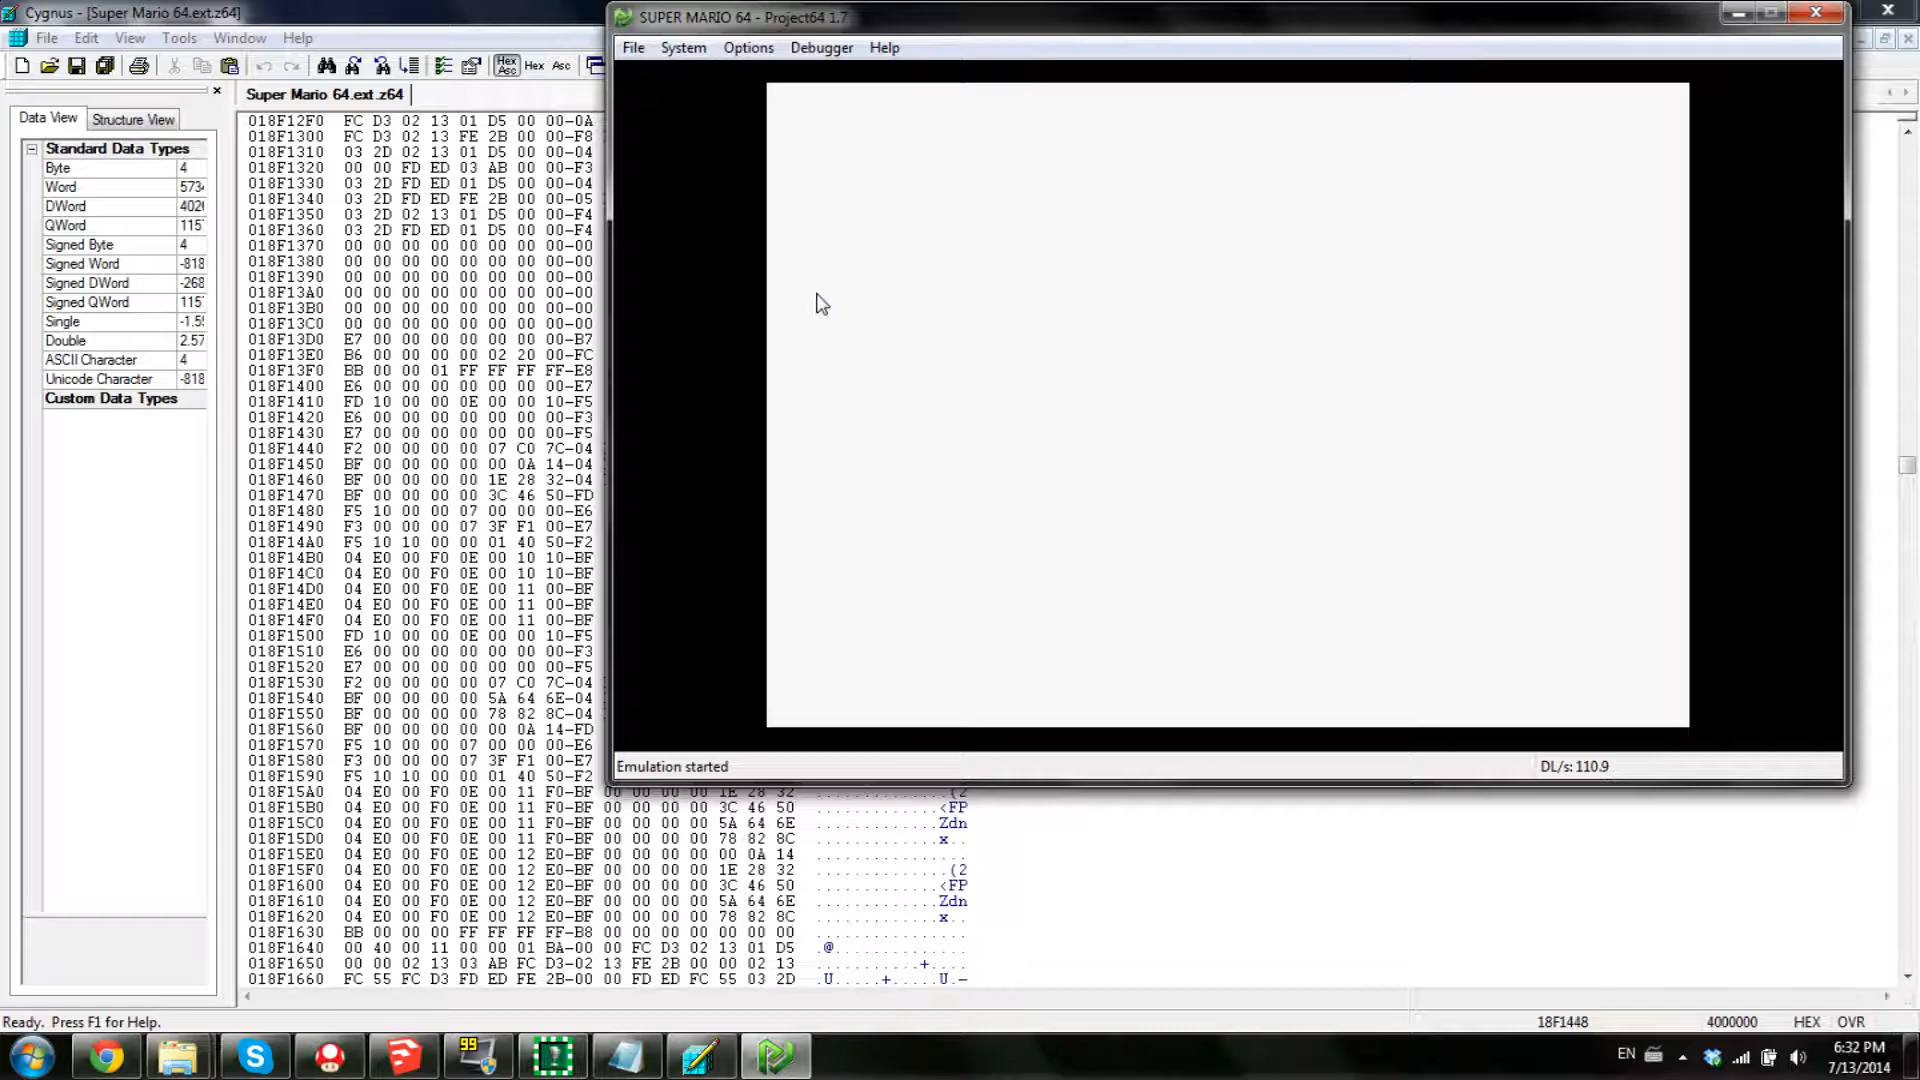 Cygnus - [Super Mario 64.ext.z64]
File Edit View Tools Window Help
Hex Asc Hex Asc
Data View Structure View
Standard Data Types
Byte 4
Word 573
DWord 402
QWord 115
Signed Byte 4
Signed Word -818
Signed DWord -268
Signed QWord 115
Single -1.5
Double 2.57
ASCII Character 4
Unicode Character -818
Custom Data Types
Super Mario 64.ext.z64
018F12F0 FC D3 02 13 01 D5 00 00-0A
018F1300 FC D3 02 13 FE 2B 00 00-F8
018F1310 03 2D 02 13 01 D5 00 00-04
018F1320 00 00 FD ED 03 AB 00 00-F3
018F1330 03 2D FD ED 01 D5 00 00-04
018F1340 03 2D FD ED FE 2B 00 00-05
018F1350 03 2D 02 13 01 D5 00 00-F4
018F1360 03 2D FD ED 01 D5 00 00-F4
018F1370 00 00 00 00 00 00 00 00-00
018F1380 00 00 00 00 00 00 00 00-00
018F1390 00 00 00 00 00 00 00 00-00
018F13A0 00 00 00 00 00 00 00 00-00
018F13B0 00 00 00 00 00 00 00 00-00
018F13C0 00 00 00 00 00 00 00 00-00
018F13D0 E7 00 00 00 00 00 00 00-B7
018F13E0 B6 00 00 00 00 02 20 00-FC
018F13F0 BB 00 00 01 FF FF FF FF-E8
018F1400 E6 00 00 00 00 00 00 00-E7
018F1410 FD 10 00 00 0E 00 00 10-F5
018F1420 E6 00 00 00 00 00 00 00-F3
018F1430 E7 00 00 00 00 00 00 00-F5
018F1440 F2 00 00 00 00 07 C0 7C-04
018F1450 BF 00 00 00 00 00 0A 14-04
018F1460 BF 00 00 00 00 1E 28 32-04
018F1470 BF 00 00 00 00 3C 46 50-FD
018F1480 F5 10 00 00 07 00 00 00-E6
018F1490 F3 00 00 00 07 3F F1 00-E7
018F14A0 F5 10 10 00 00 01 40 50-F2
018F14B0 04 E0 00 F0 0E 00 10 10-BF
018F14C0 04 E0 00 F0 0E 00 10 10-BF
018F14D0 04 E0 00 F0 0E 00 11 00-BF
018F14E0 04 E0 00 F0 0E 00 11 00-BF
018F14F0 04 E0 00 F0 0E 00 11 00-BF
018F1500 FD 10 00 00 0E 00 00 10-F5
018F1510 E6 00 00 00 00 00 00 00-F3
018F1520 E7 00 00 00 00 00 00 00-F5
018F1530 F2 00 00 00 00 07 C0 7C-04
018F1540 BF 00 00 00 00 5A 64 6E-04
018F1550 BF 00 00 00 00 78 82 8C-04
018F1560 BF 00 00 00 00 00 0A 14-FD
018F1570 F5 10 00 00 07 00 00 00-E6
018F1580 F3 00 00 00 07 3F F1 00-E7
018F1590 F5 10 10 00 00 01 40 50-F2
018F15A0 04 E0 00 F0 0E 00 11 F0-BF 00 00 00 00 1E 28 32 .............(2
018F15B0 04 E0 00 F0 0E 00 11 F0-BF 00 00 00 00 3C 46 50 .............<FP
018F15C0 04 E0 00 F0 0E 00 11 F0-BF 00 00 00 00 5A 64 6E .............Zdn
018F15D0 04 E0 00 F0 0E 00 11 F0-BF 00 00 00 00 78 82 8C .............x..
018F15E0 04 E0 00 F0 0E 00 12 E0-BF 00 00 00 00 00 0A 14 ................
018F15F0 04 E0 00 F0 0E 00 12 E0-BF 00 00 00 00 1E 28 32 ..............(2
018F1600 04 E0 00 F0 0E 00 12 E0-BF 00 00 00 00 3C 46 50 .............<FP
018F1610 04 E0 00 F0 0E 00 12 E0-BF 00 00 00 00 5A 64 6E .............Zdn
018F1620 04 E0 00 F0 0E 00 12 E0-BF 00 00 00 00 78 82 8C .............x..
018F1630 BB 00 00 00 FF FF FF FF-B8 00 00 00 00 00 00 00 ................
018F1640 00 40 00 11 00 00 01 BA-00 00 FC D3 02 13 01 D5 .@..............
018F1650 00 00 02 13 03 AB FC D3-02 13 FE 2B 00 00 02 13 ...........+....
018F1660 FC 55 FC D3 FD ED FE 2B-00 00 FD ED FC 55 03 2D .U.....+.....U.-
SUPER MARIO 64 - Project64 1.7
File System Options Debugger Help
Emulation started DL/s: 110.9
Ready. Press F1 for Help. 18F1448 4000000 HEX OVR
99
EN
6:32 PM
7/13/2014